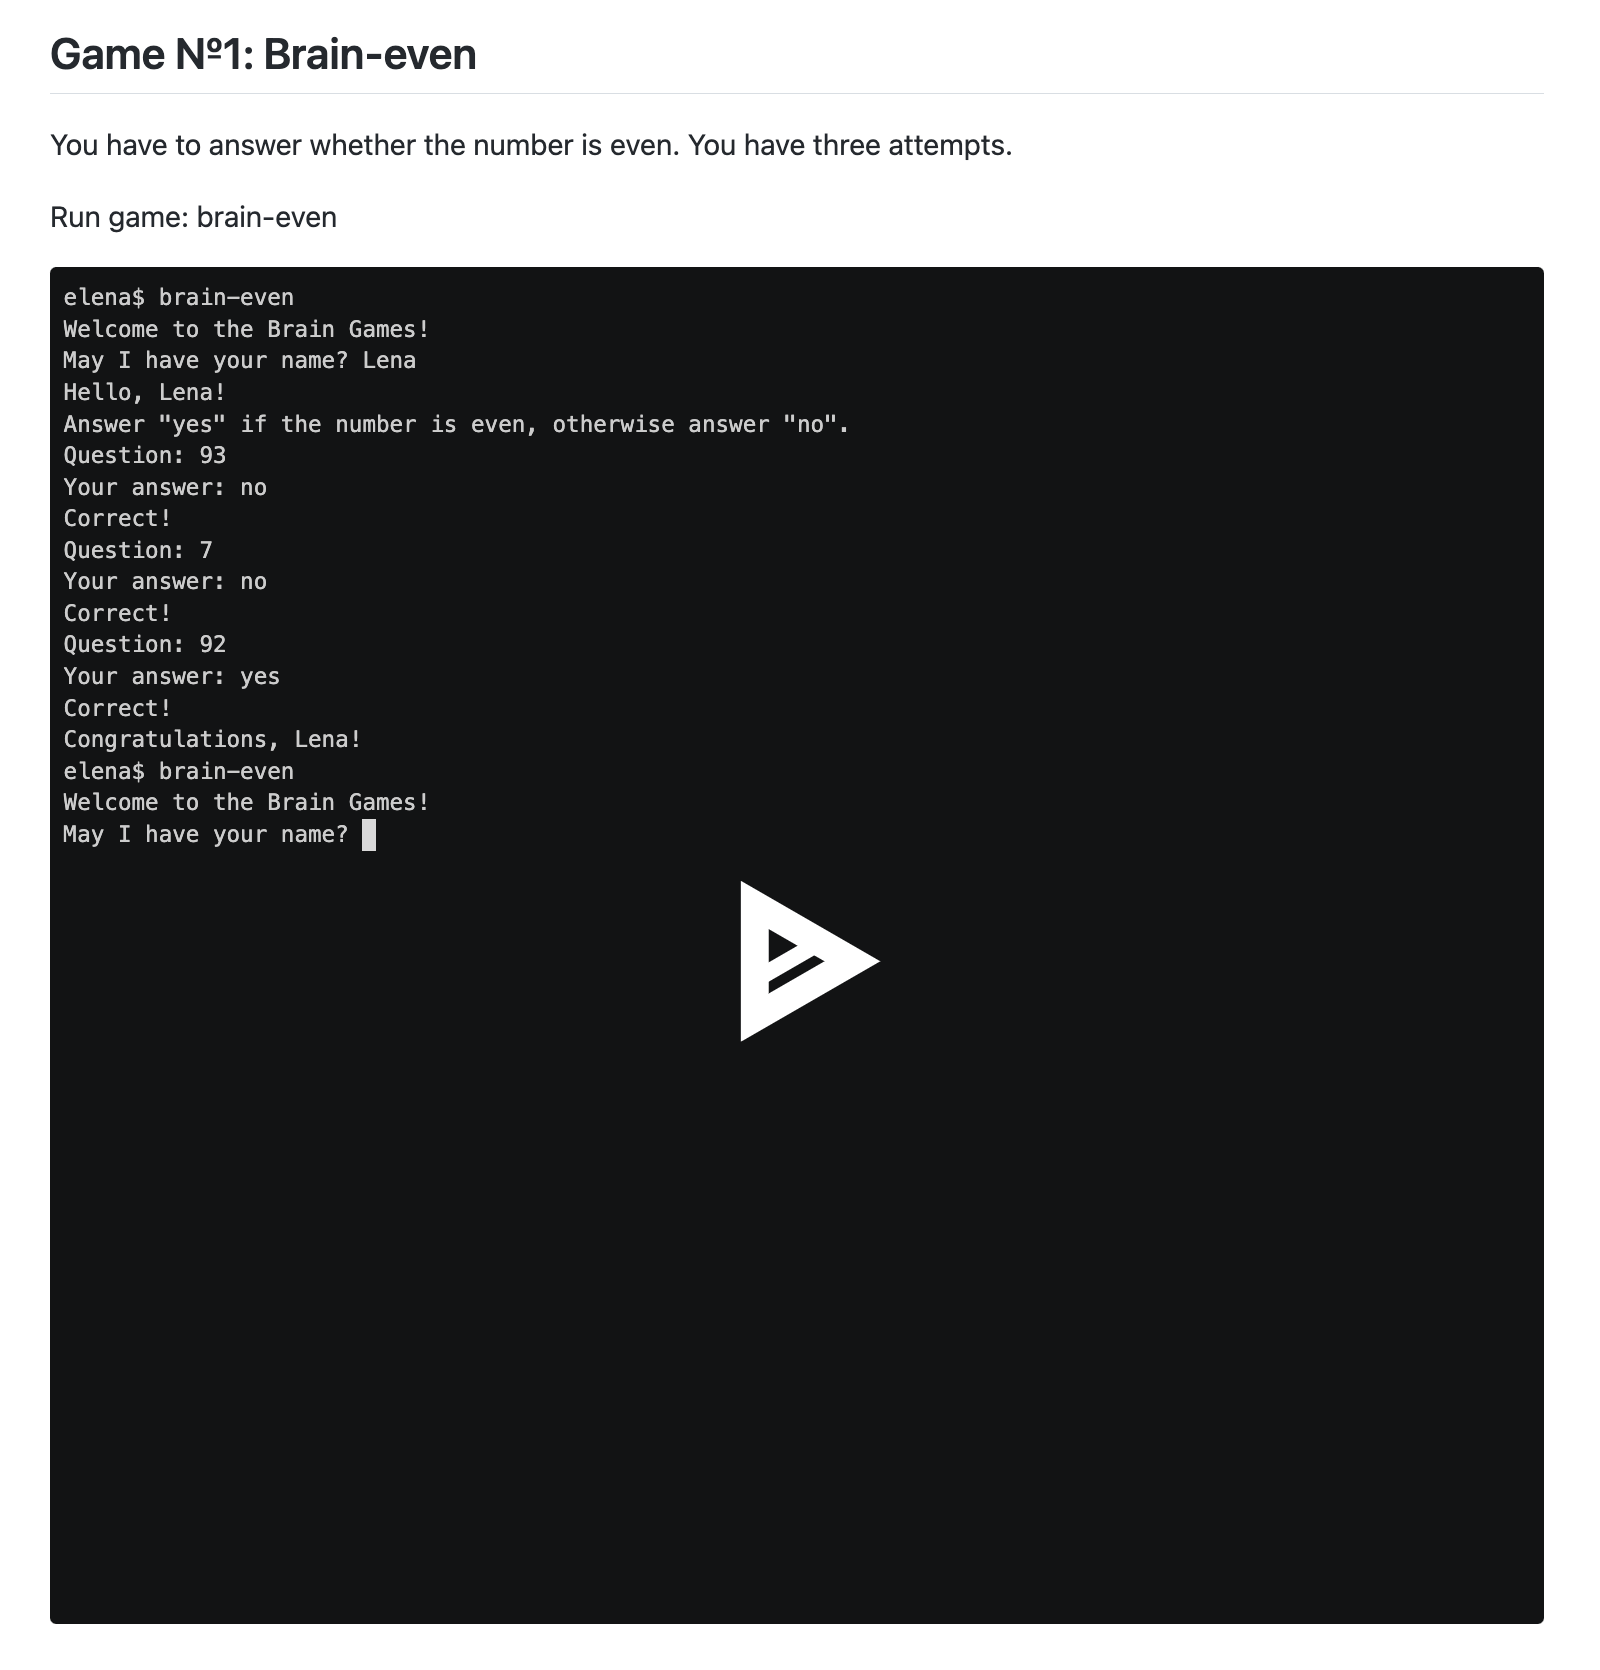 Game №1: Brain-even
You have to answer whether the number is even. You have three attempts.
Run game: brain-even
elena$ brain-even
Welcome to the Brain Games!
May I have your name? Lena
Hello, Lena!
Answer "yes" if the number is even, otherwise answer "no".
Question: 93
Your answer: no
Correct!
Question: 7
Your answer: no
Correct!
Question: 92
Your answer: yes
Correct!
Congratulations, Lena!
elena$ brain-even
Welcome to the Brain Games!
May I have your name?